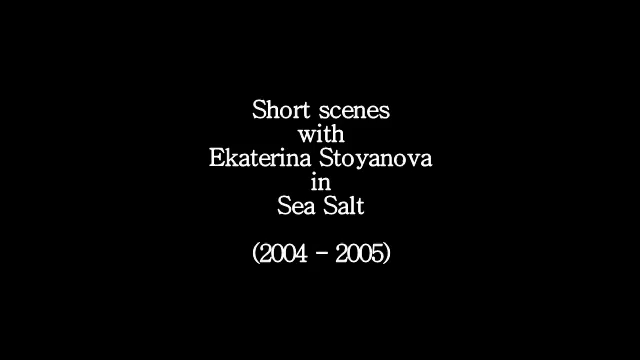 Short scenes
with
Ekaterina Stoyanova
in
Sea Salt
(2004 - 2005)